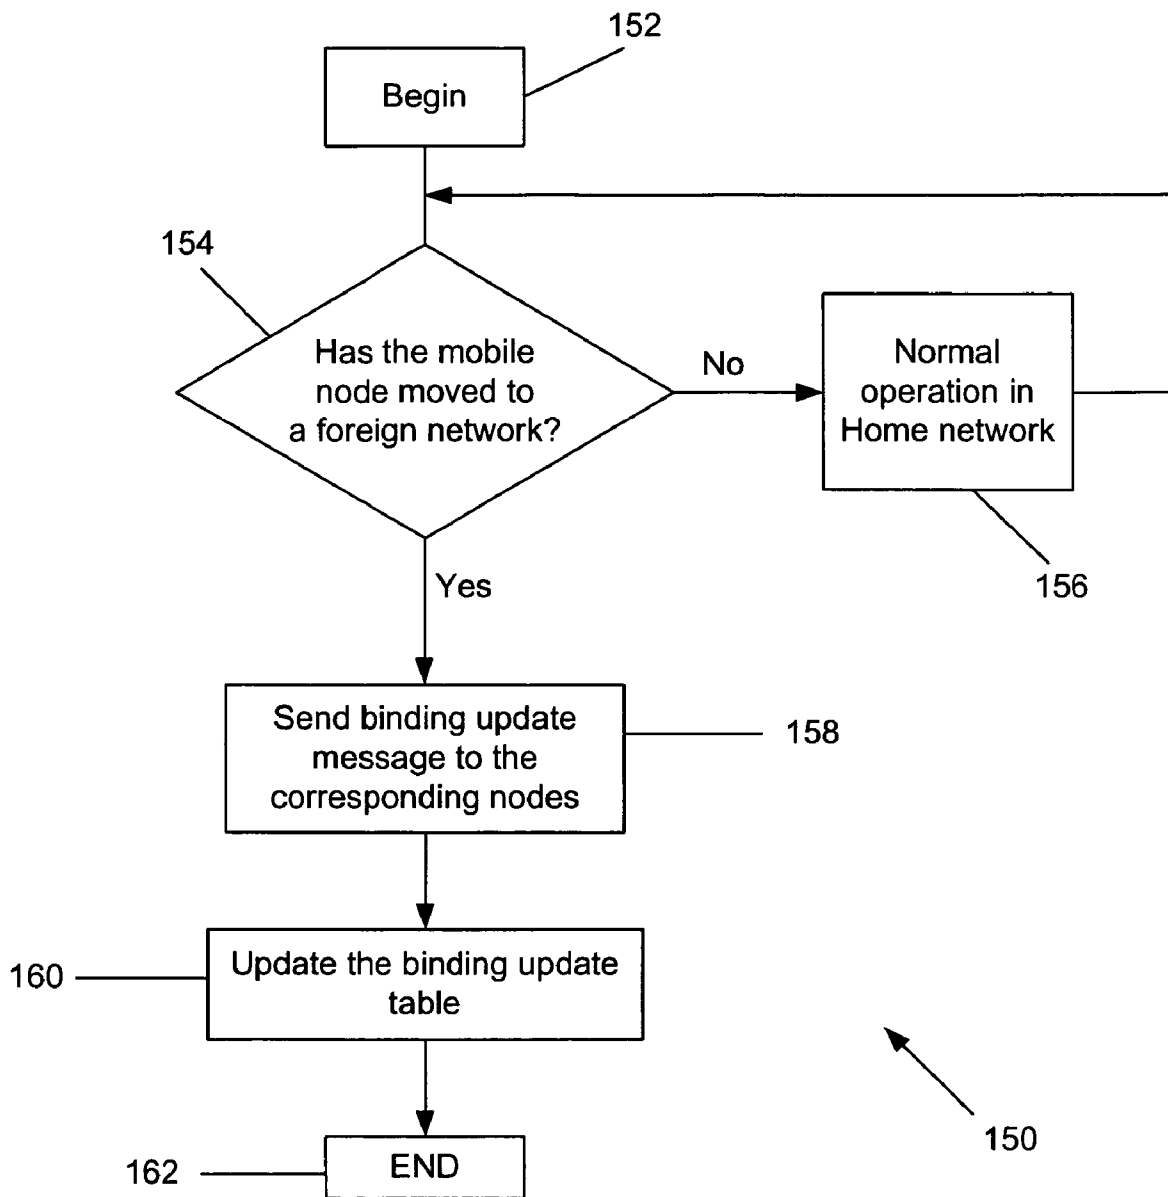 152
Begin
154
Has the mobile
node moved to
a foreign network?
No
Normal
operation in
Home network
156
Yes
Send binding update
message to the
corresponding nodes
158
160
Update the binding update
table
150
162
END